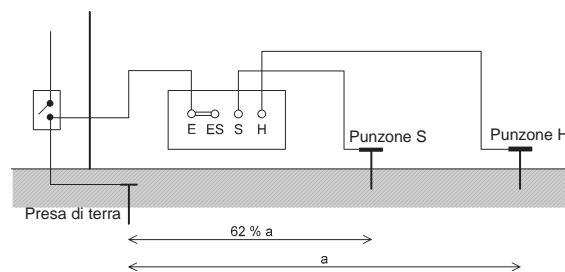 E ES S H
Punzone S
Punzone H
Presa di terra
62 % a
a